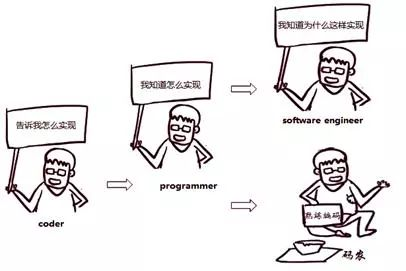 我知道为什么这样实现
software engineer
我知道怎么实现
programmer
告诉我怎么实现
coder
熟练编码
码农